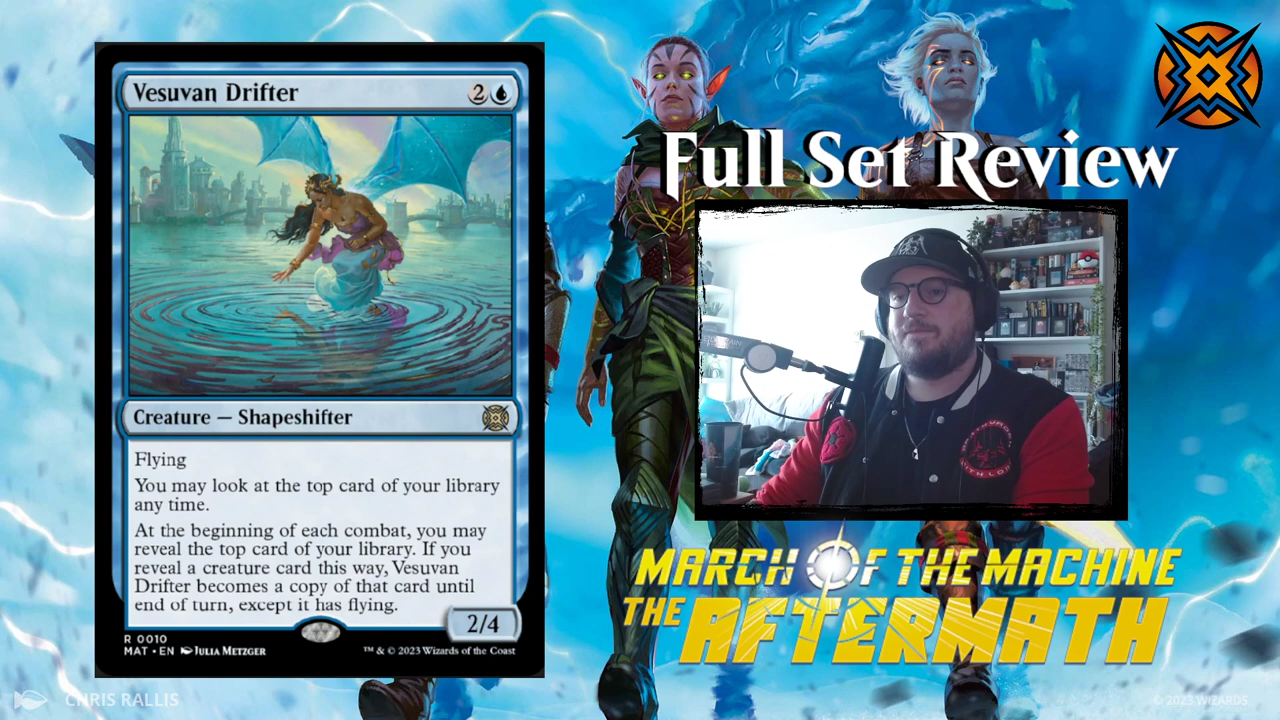 Vesuvan Drifter
2
Creature — Shapeshifter
Flying
You may look at the top card of your library
any time.
At the beginning of each combat, you may
reveal the top card of your library. If you
reveal a creature card this way, Vesuvan
Drifter becomes a copy of that card until
end of turn, except it has flying.
2/4
R 0010
MAT • EN JULIA METZGER
™ & © 2023 Wizards of the Coast
Full Set Review
MARCH OF THE MACHINE
THE AFTERMATH
CHRIS RALLIS
© 2023 WIZARDS